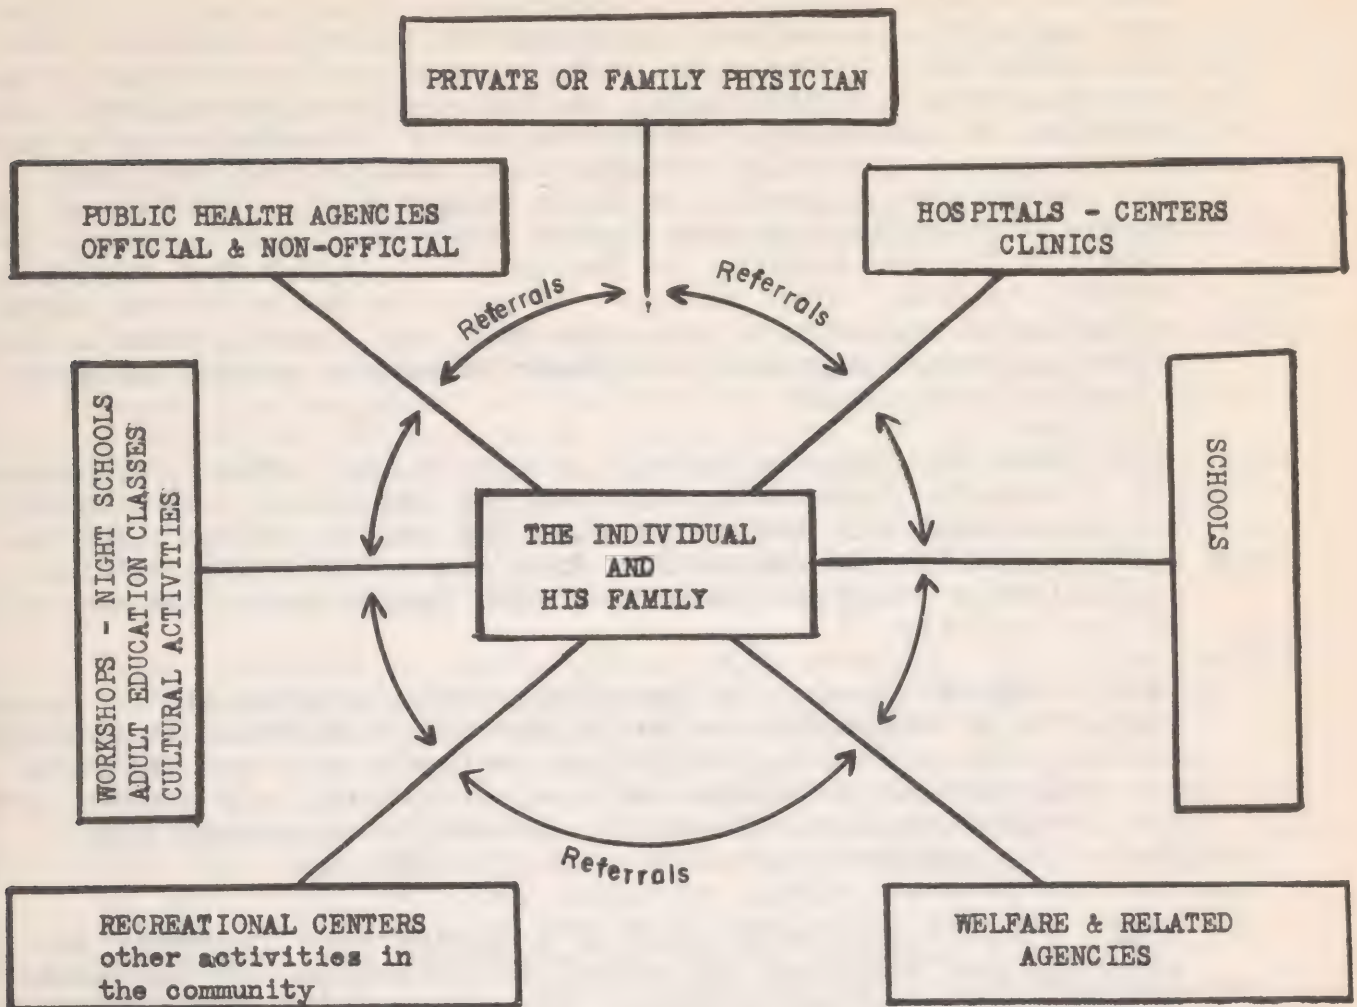 PRIVATE OR FAMILY PHYSICIAN
PUBLIC HEALTH AGENCIES
OFFICIAL & NON-OFFICIAL
HOSPITALS - CENTERS
CLINICS
Referrals
Referrals
WORKSHOPS - NIGHT SCHOOLS
ADULT EDUCATION CLASSES
CULTURAL ACTIVITIES
THE INDIVIDUAL
AND
HIS FAMILY
SCHOOLS
Referrals
RECREATIONAL CENTERS
other activities in
the community
WELFARE & RELATED
AGENCIES